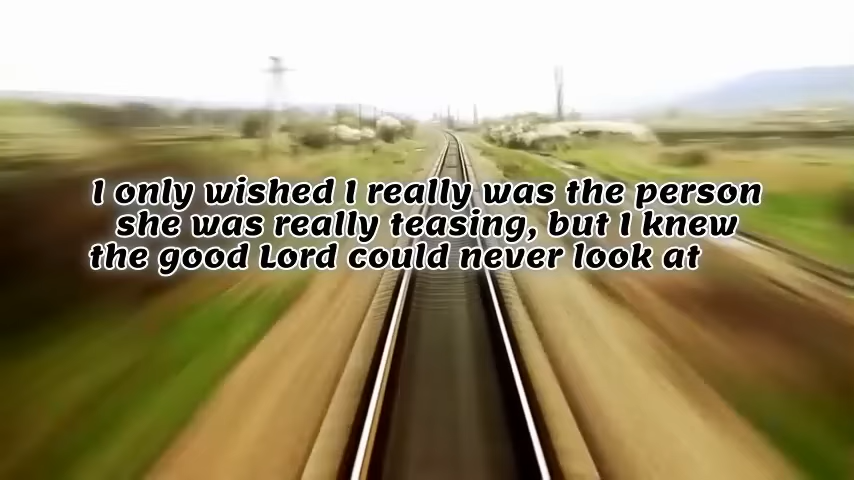 I only wished I really was the person
she was really teasing, but I knew
the good Lord could never look at